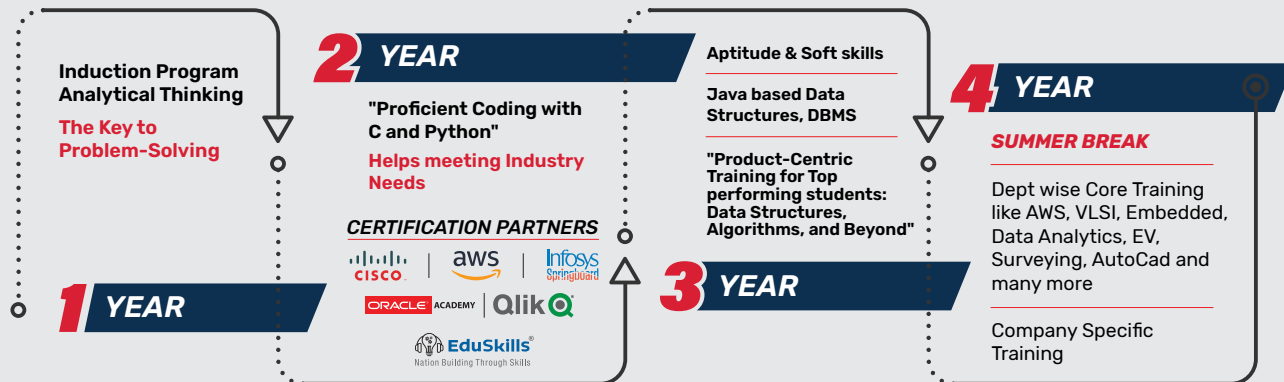 Induction Program
Analytical Thinking
The Key to
Problem-Solving
1 YEAR
2 YEAR
"Proficient Coding with
C and Python"
Helps meeting Industry
Needs
CERTIFICATION PARTNERS
CISCO
aws
Infosys
Springboard
ORACLE ACADEMY
Qlik
EduSkills®
Nation Building Through Skills
Aptitude & Soft skills
Java based Data
Structures, DBMS
"Product-Centric
Training for Top
performing students:
Data Structures,
Algorithms, and Beyond"
3 YEAR
4 YEAR
SUMMER BREAK
Dept wise Core Training
like AWS, VLSI, Embedded,
Data Analytics, EV,
Surveying, AutoCad and
many more
Company Specific
Training